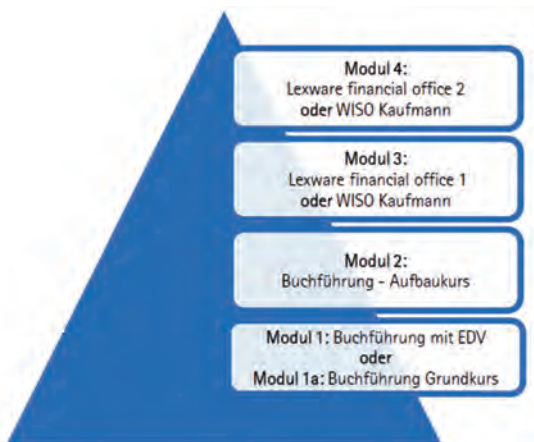 Modul 4:
Lexware financial office 2
oder WISO Kaufmann
Modul 3:
Lexware financial office 1
oder WISO Kaufmann
Modul 2:
Buchführung - Aufbaukurs
Modul 1: Buchführung mit EDV
oder
Modul 1a: Buchführung Grundkurs